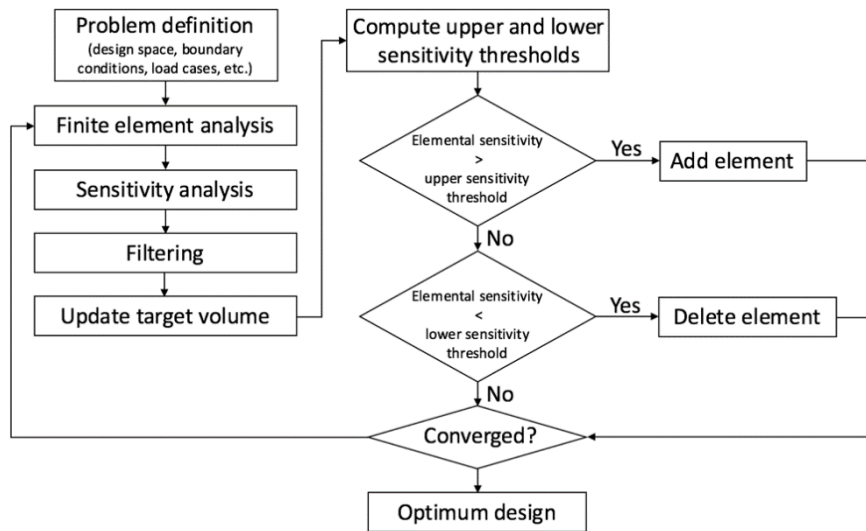 Problem definition
(design space, boundary
conditions, load cases, etc.)
Finite element analysis
Sensitivity analysis
Filtering
Update target volume
Compute upper and lower
sensitivity thresholds
Elemental sensitivity
>
upper sensitivity
threshold
Yes
Add element
No
Elemental sensitivity
<
lower sensitivity
threshold
Yes
Delete element
No
Converged?
Optimum design